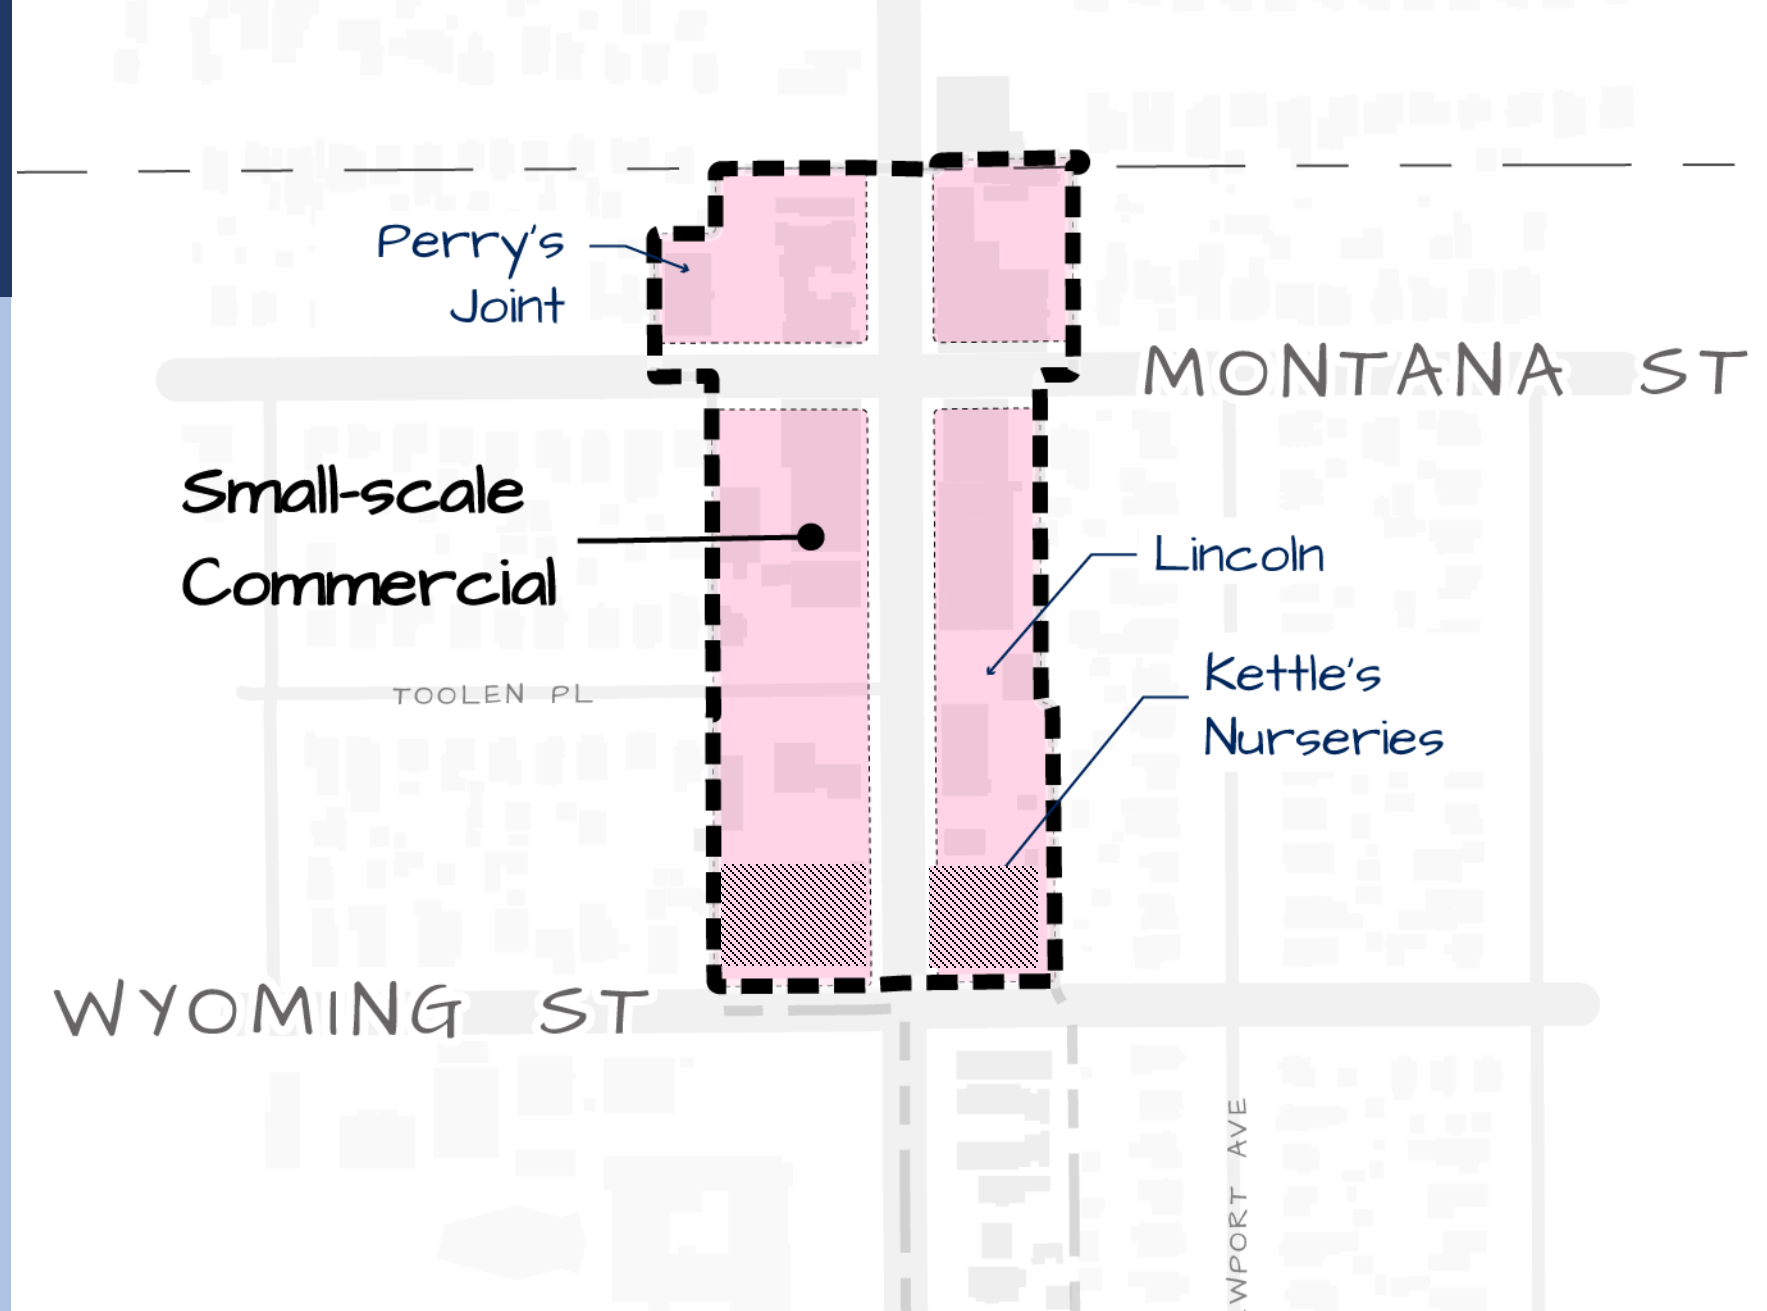 Perry's
Joint
MONTANA ST
Small-scale
Commercial
Lincoln
Kettle's
Nurseries
TOOLEN PL
WYOMING ST
WPORT AVE